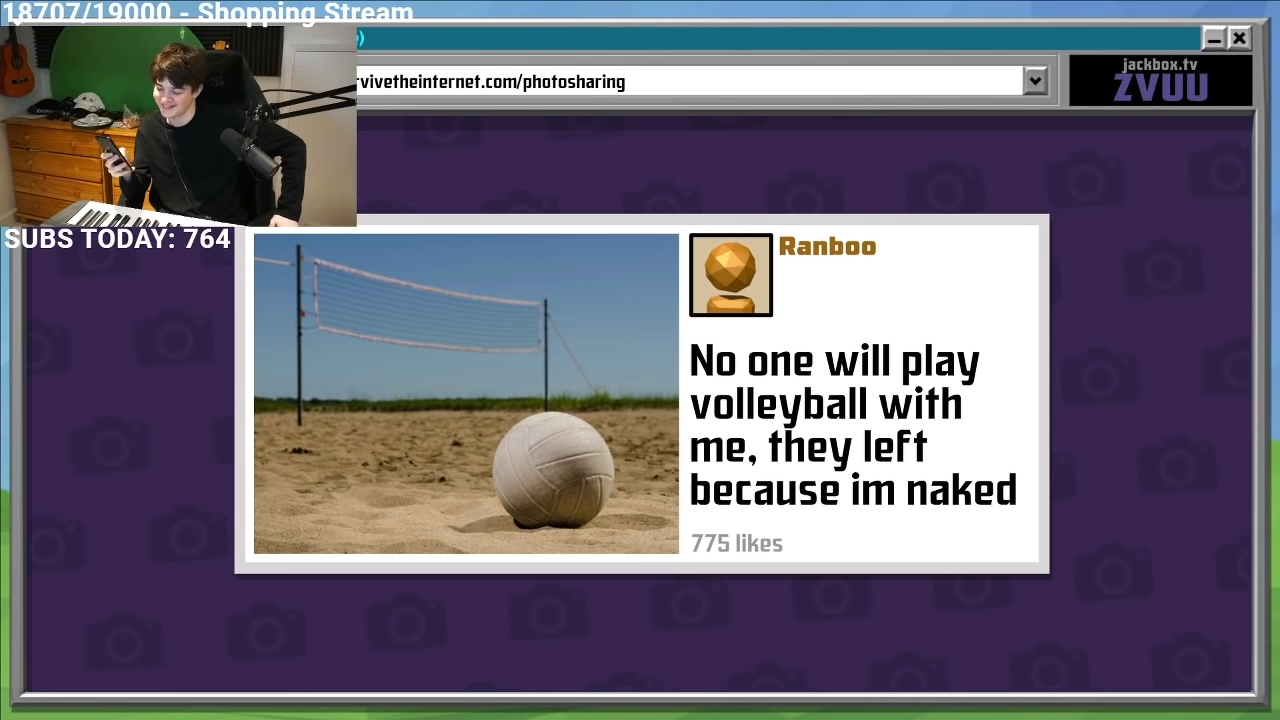 18707/19000 - Shopping Stream
)
rvivetheinternet.com/photosharing
jackbox.tv
ZVUU
SUBS TODAY: 764
Ranboo
No one will play
volleyball with
me, they left
because im naked
775 likes